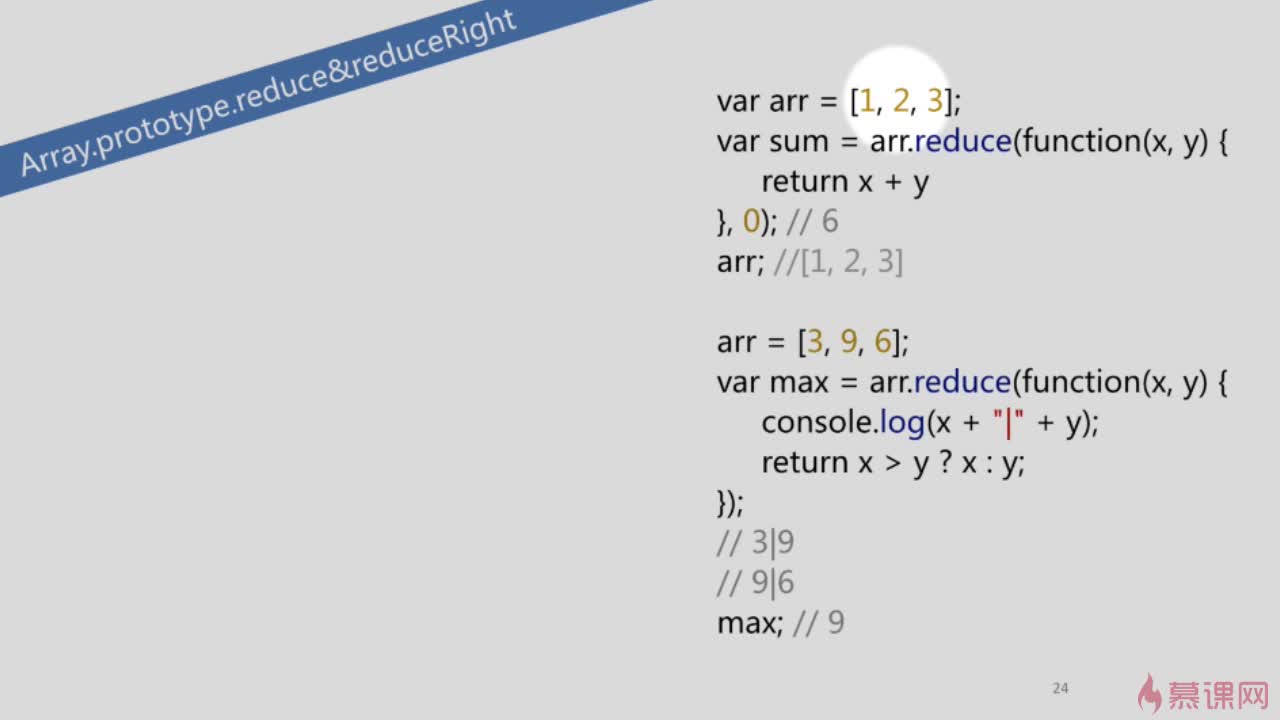 Array.prototype.reduce&reduceRight
var arr = [1, 2, 3];
var sum = arr.reduce(function(x, y) {
return x + y
}, 0); // 6
arr; //[1, 2, 3]
arr = [3, 9, 6];
var max = arr.reduce(function(x, y) {
console.log(x + "|" + y);
return x > y ? x : y;
});
// 3|9
// 9|6
max; // 9
24
慕课网